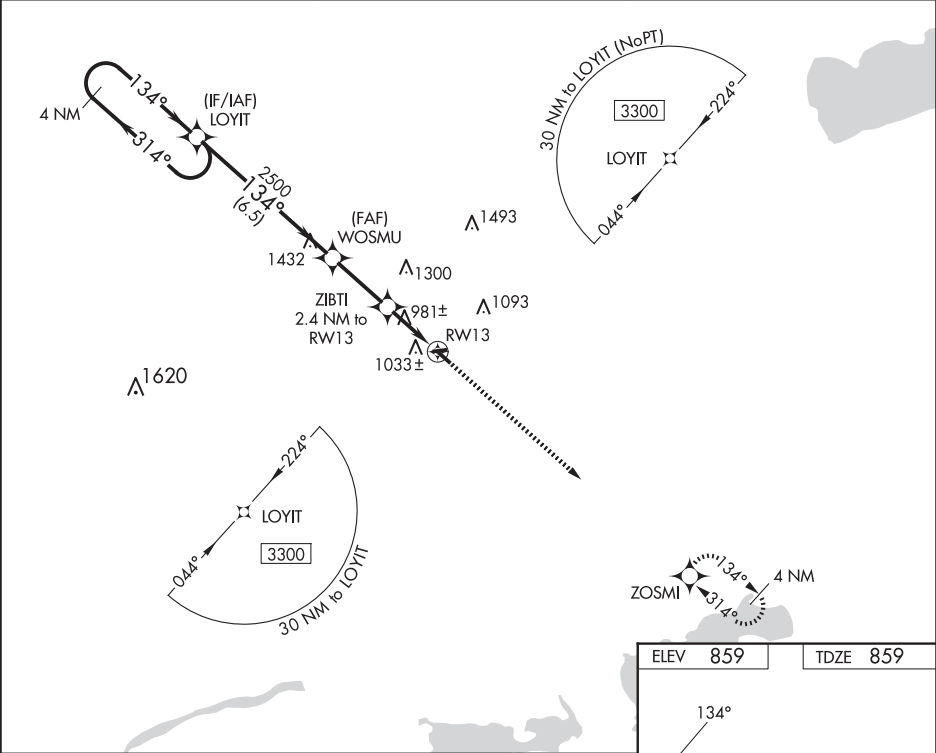 134°
4 NM
314°
(IF/IAF)
LOYIT
2500
134°
(6.5)
30 NM to LOYIT (NoPT)
3300
224°
LOYIT
044°
(FAF)
WOSMU
1432
1493
1300
ZIBTI
2.4 NM to
RW13
981±
1093
RW13
1033±
1620
224°
LOYIT
044°
3300
30 NM to LOYIT
134°
4 NM
ZOSMI
314°
ELEV 859
TDZE 859
134°